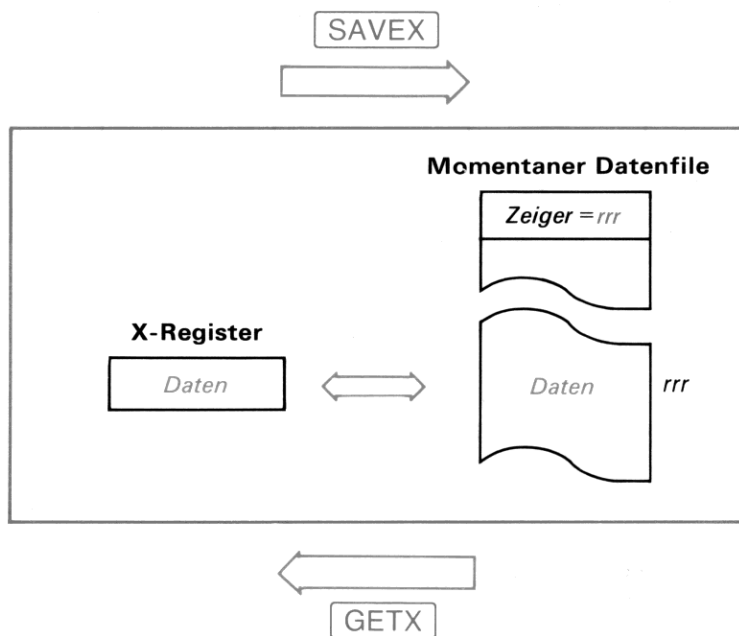 SAVEX
Momentaner Datenfile
Zeiger = rrr
X-Register
Daten
Daten
rrr
GETX